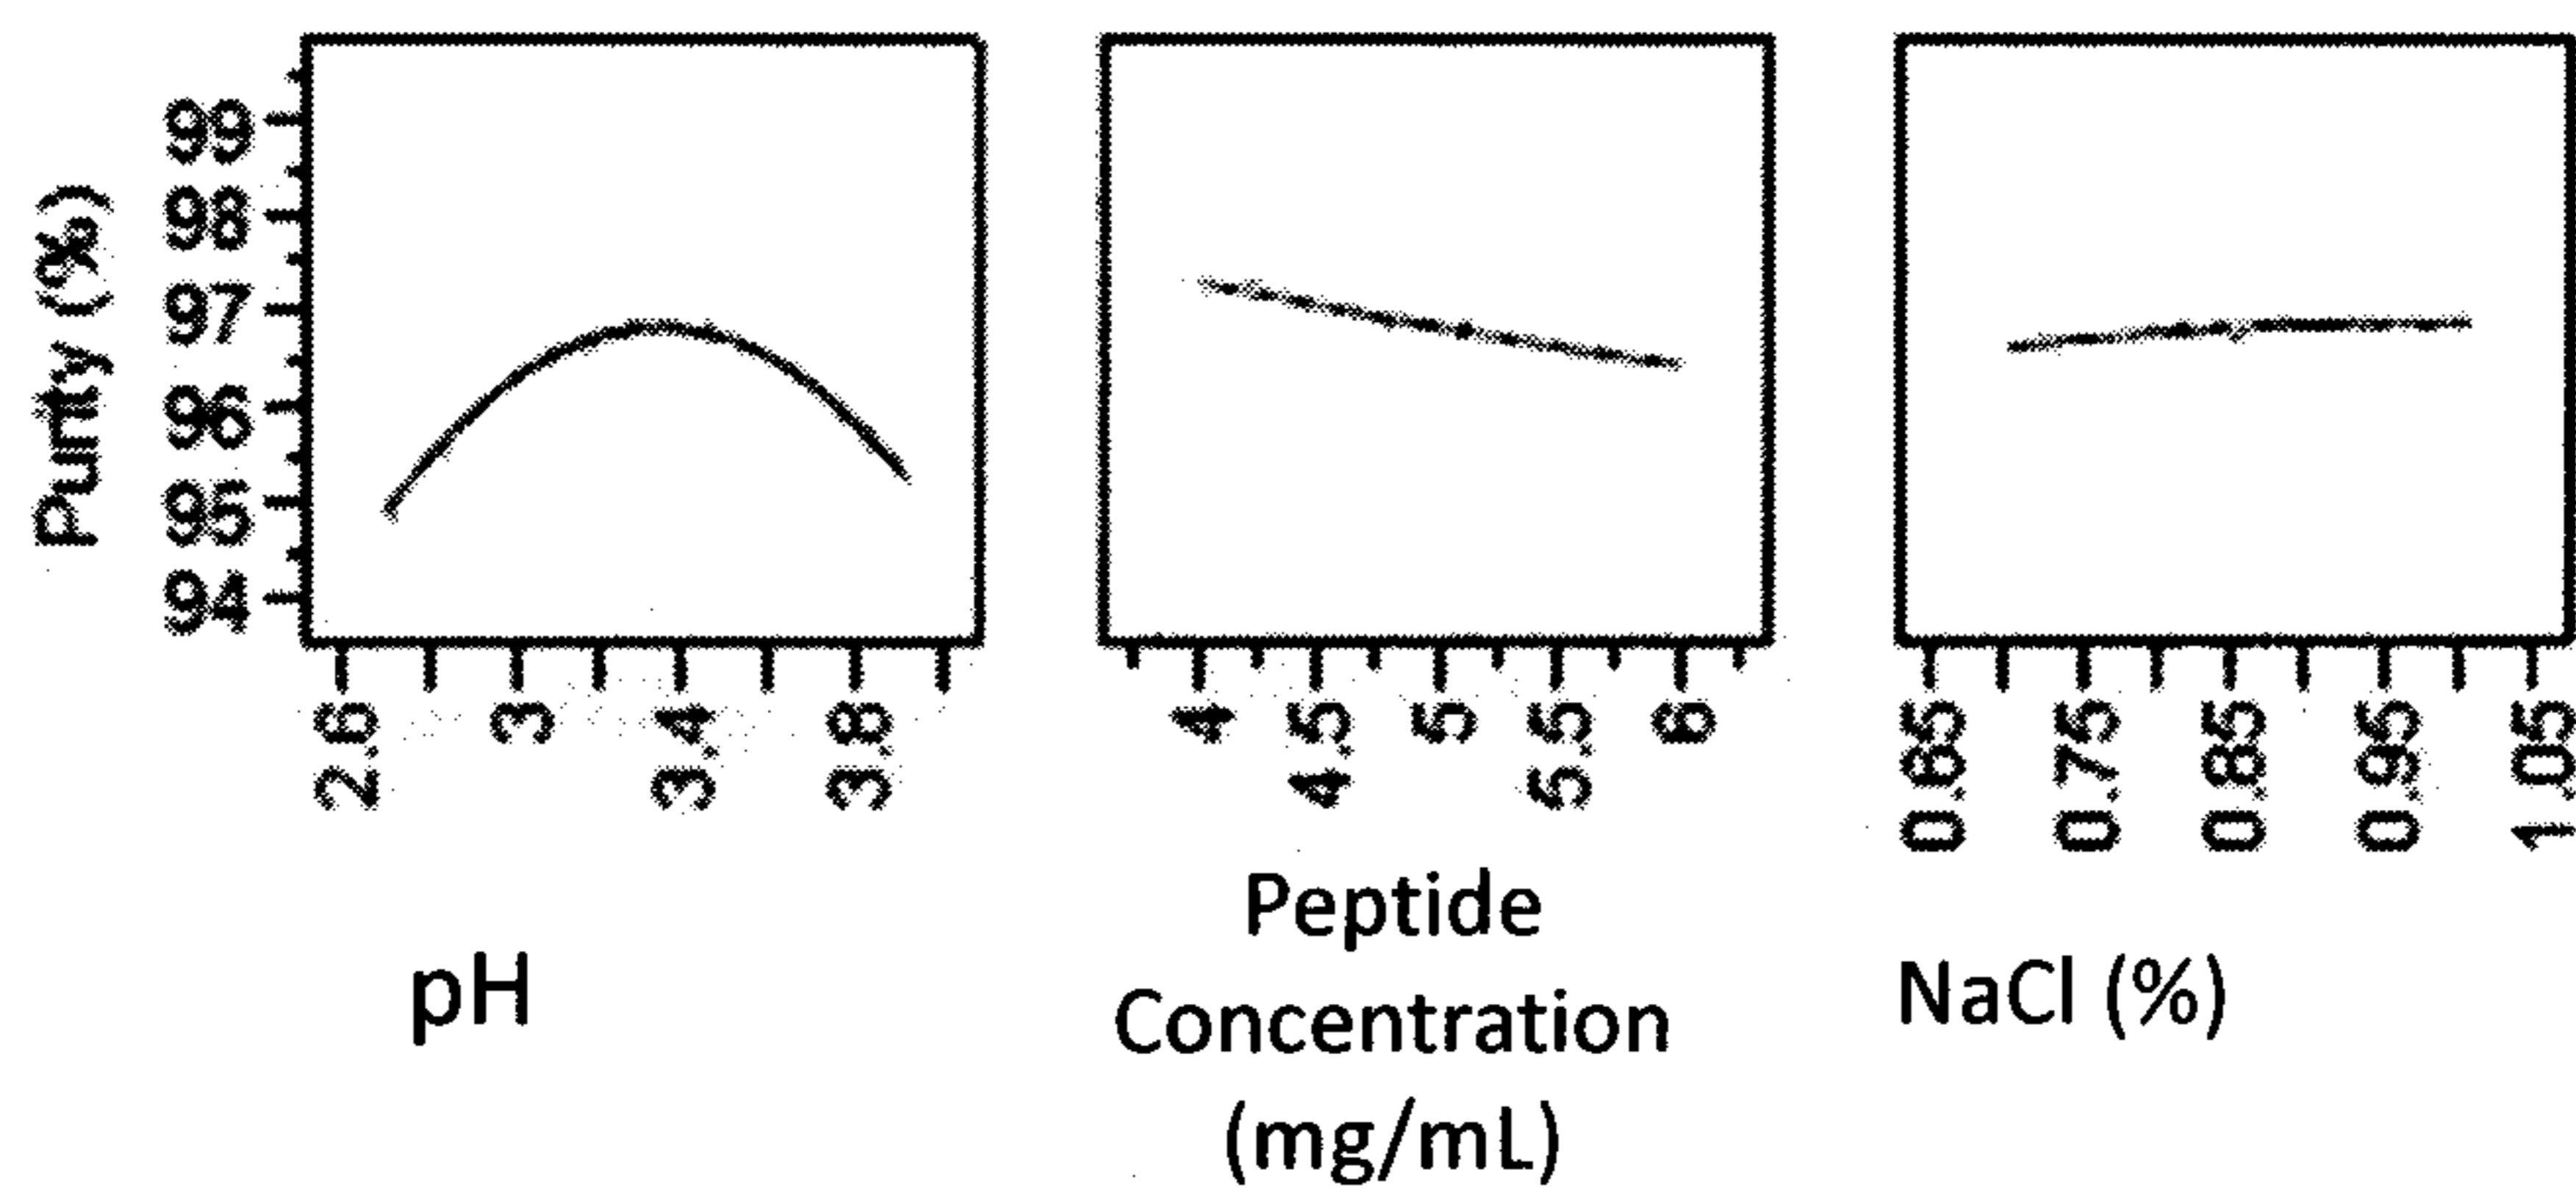 Purity (%)
99
98
97
96
95
94
2.6 3 3.4 3.8
4 4.5 5 5.5 6
0.65 0.75 0.85 0.95 1.05
pH
Peptide
Concentration
(mg/mL)
NaCl (%)